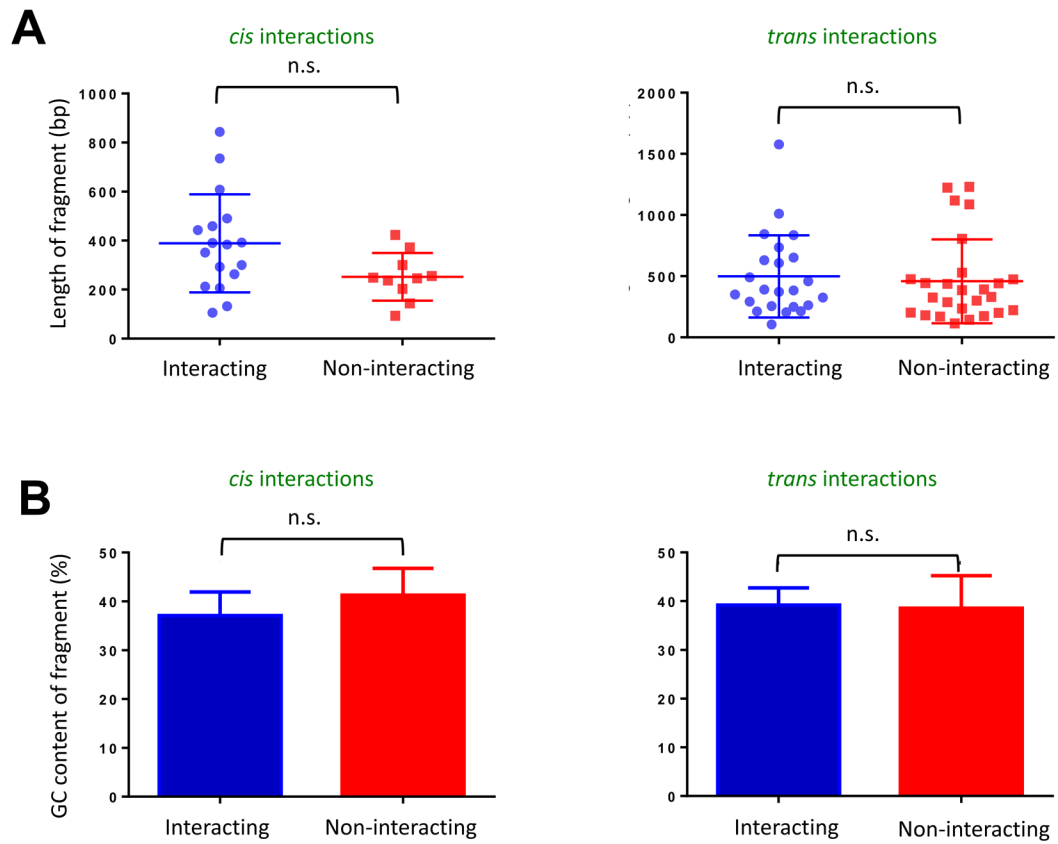 A
cis interactions
trans interactions
n.s.
n.s.
Length of fragment (bp)
1000
800
600
400
200
0
2000
1500
1000
500
0
Interacting
Non-interacting
Interacting
Non-interacting
B
cis interactions
trans interactions
n.s.
n.s.
GC content of fragment (%)
50
40
30
20
10
0
50
40
30
20
10
0
Interacting
Non-interacting
Interacting
Non-interacting